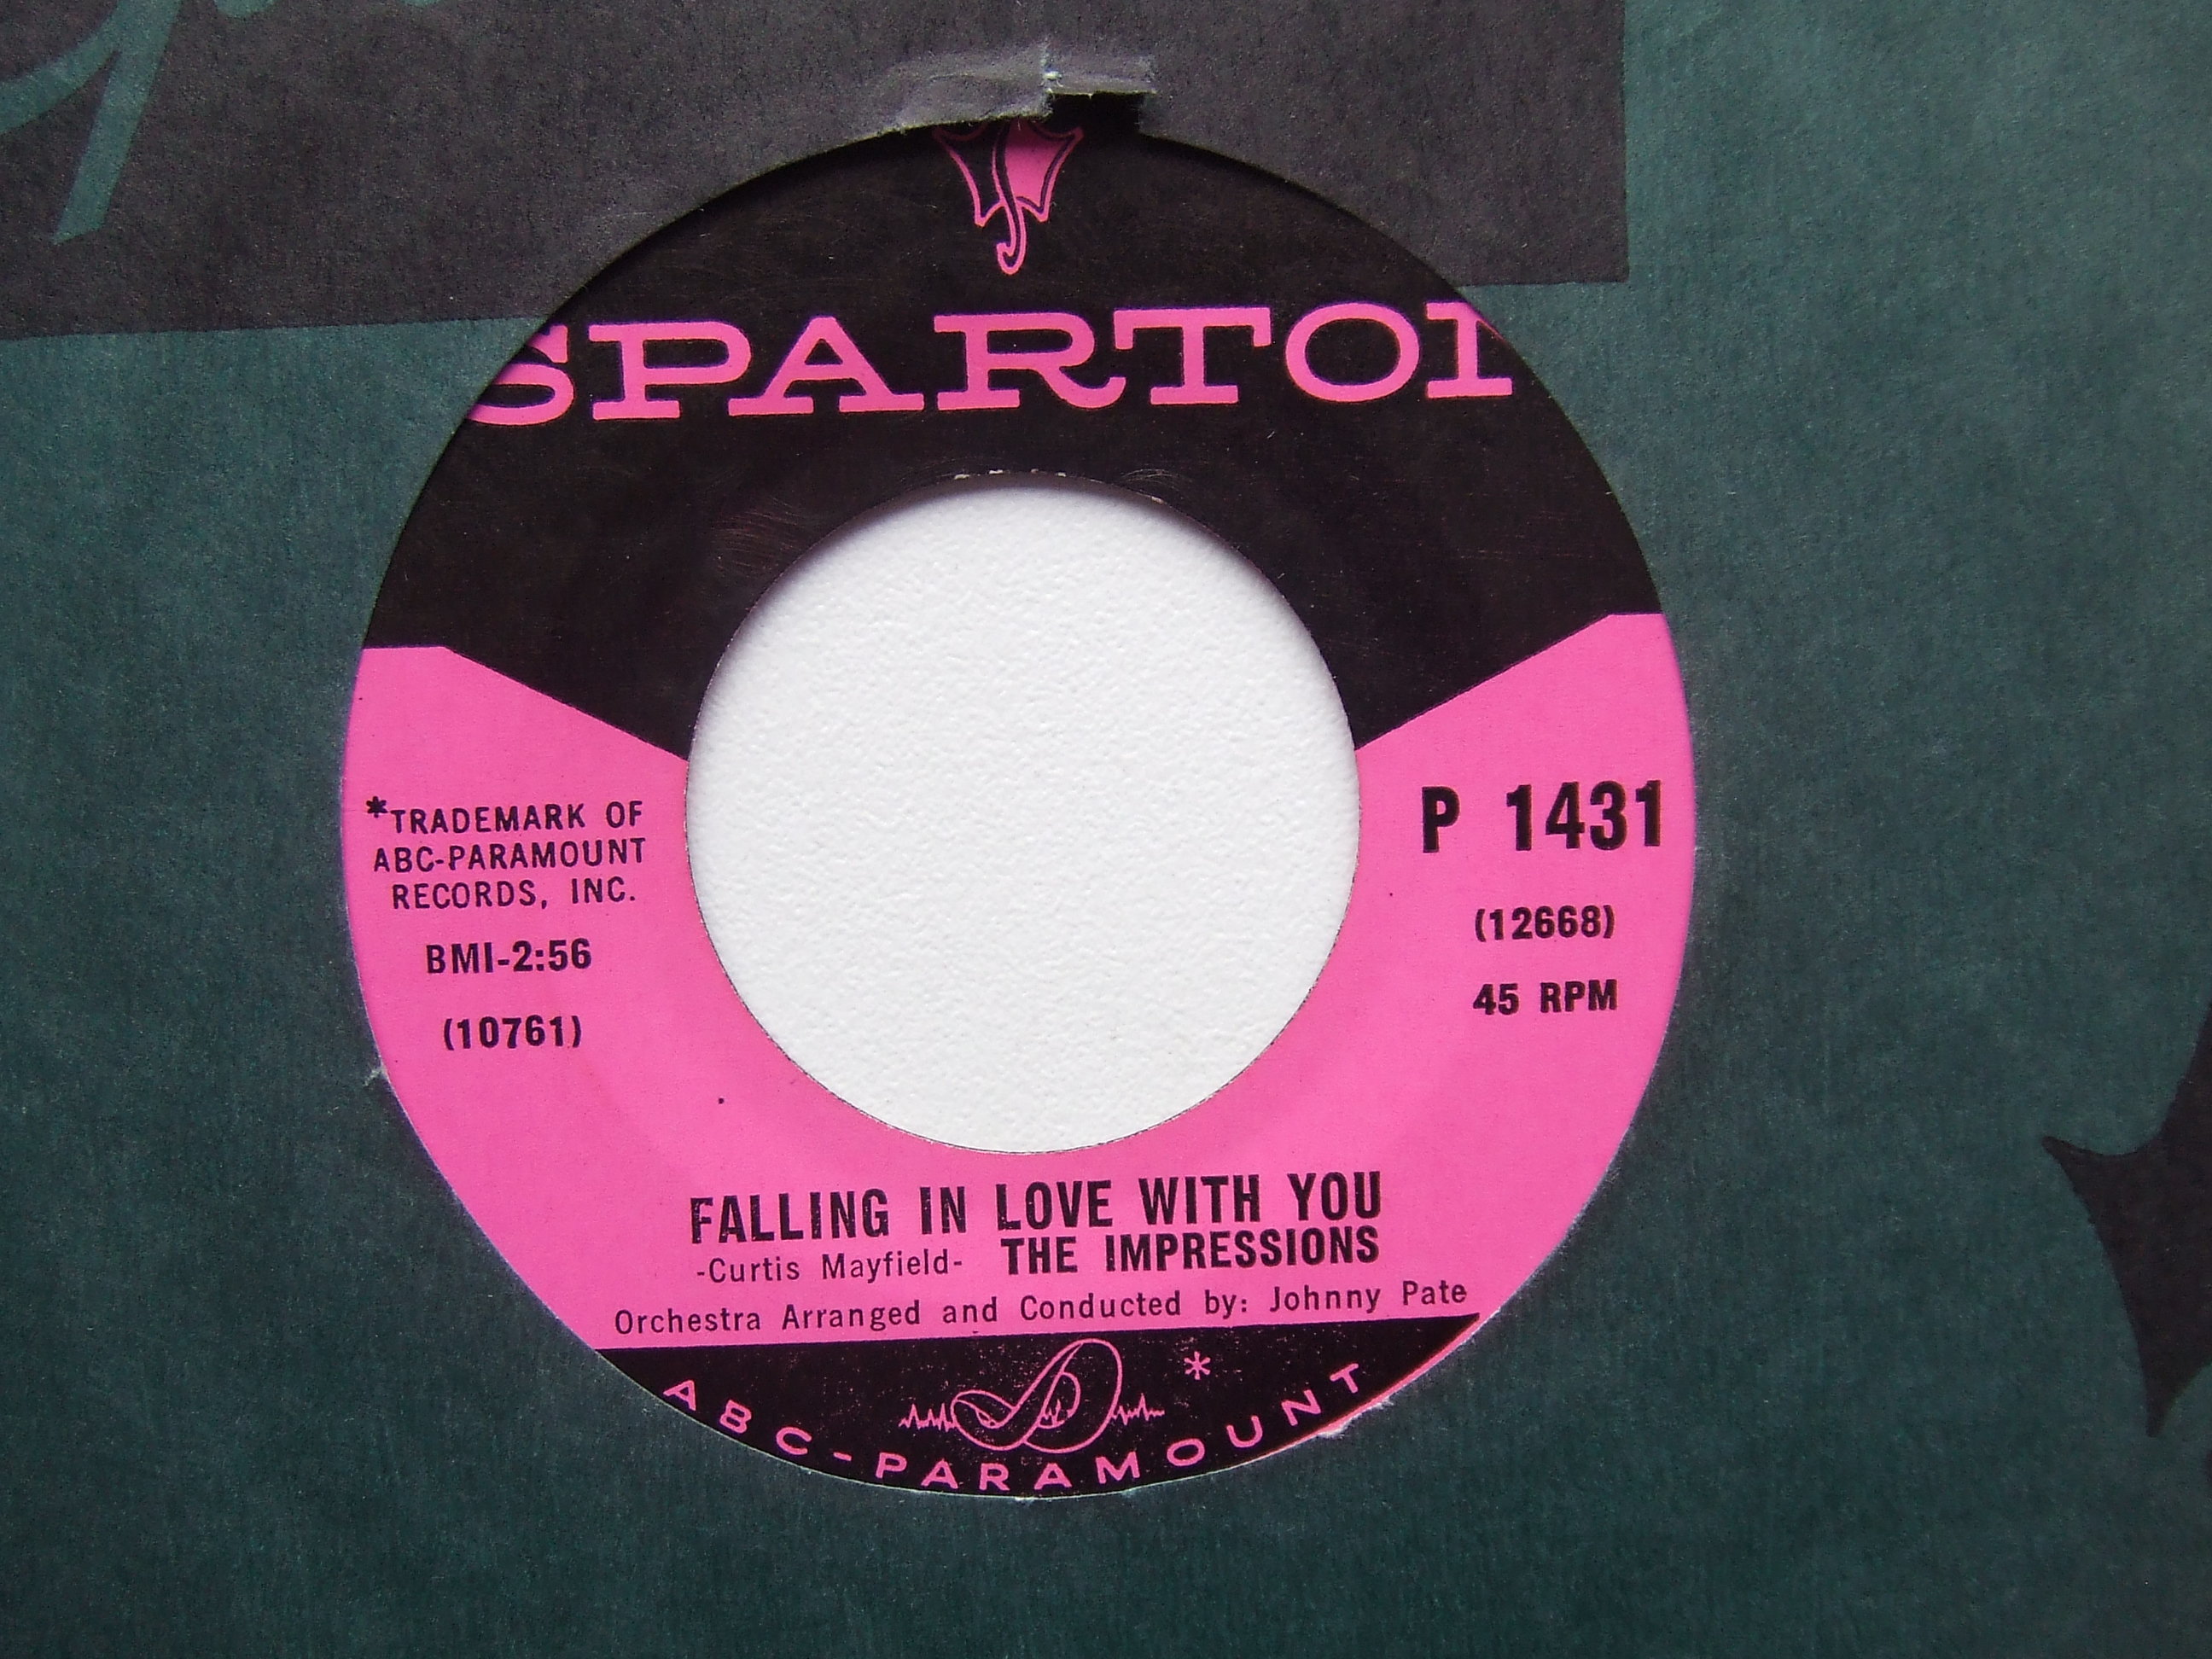 SPARTON
*TRADEMARK OF
ABC-PARAMOUNT
RECORDS, INC.
BMI-2:56
(10761)
P 1431
(12668)
45 RPM
FALLING IN LOVE WITH YOU
-Curtis Mayfield- THE IMPRESSIONS
Orchestra Arranged and Conducted by: Johnny Pate
*
ABC-PARAMOUNT